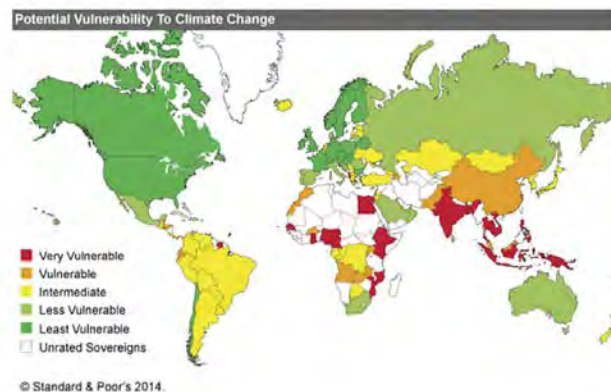 Potential Vulnerability To Climate Change
Very Vulnerable
Vulnerable
Intermediate
Less Vulnerable
Least Vulnerable
Unrated Sovereigns
© Standard & Poor's 2014.